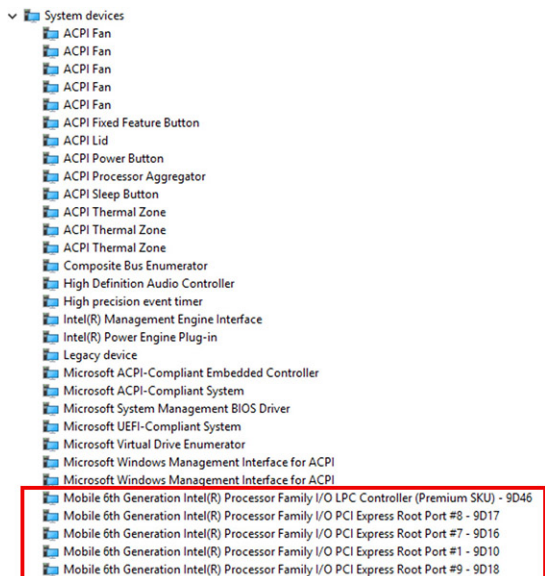 System devices
ACPI Fan
ACPI Fan
ACPI Fan
ACPI Fan
ACPI Fan
ACPI Fixed Feature Button
ACPI Lid
ACPI Power Button
ACPI Processor Aggregator
ACPI Sleep Button
ACPI Thermal Zone
ACPI Thermal Zone
ACPI Thermal Zone
Composite Bus Enumerator
High Definition Audio Controller
High precision event timer
Intel(R) Management Engine Interface
Intel(R) Power Engine Plug-in
Legacy device
Microsoft ACPI-Compliant Embedded Controller
Microsoft ACPI-Compliant System
Microsoft System Management BIOS Driver
Microsoft UEFI-Compliant System
Microsoft Virtual Drive Enumerator
Microsoft Windows Management Interface for ACPI
Microsoft Windows Management Interface for ACPI
Mobile 6th Generation Intel(R) Processor Family I/O LPC Controller (Premium SKU) - 9D46
Mobile 6th Generation Intel(R) Processor Family I/O PCI Express Root Port #8 - 9D17
Mobile 6th Generation Intel(R) Processor Family I/O PCI Express Root Port #7 - 9D16
Mobile 6th Generation Intel(R) Processor Family I/O PCI Express Root Port #1 - 9D10
Mobile 6th Generation Intel(R) Processor Family I/O PCI Express Root Port #9 - 9D18